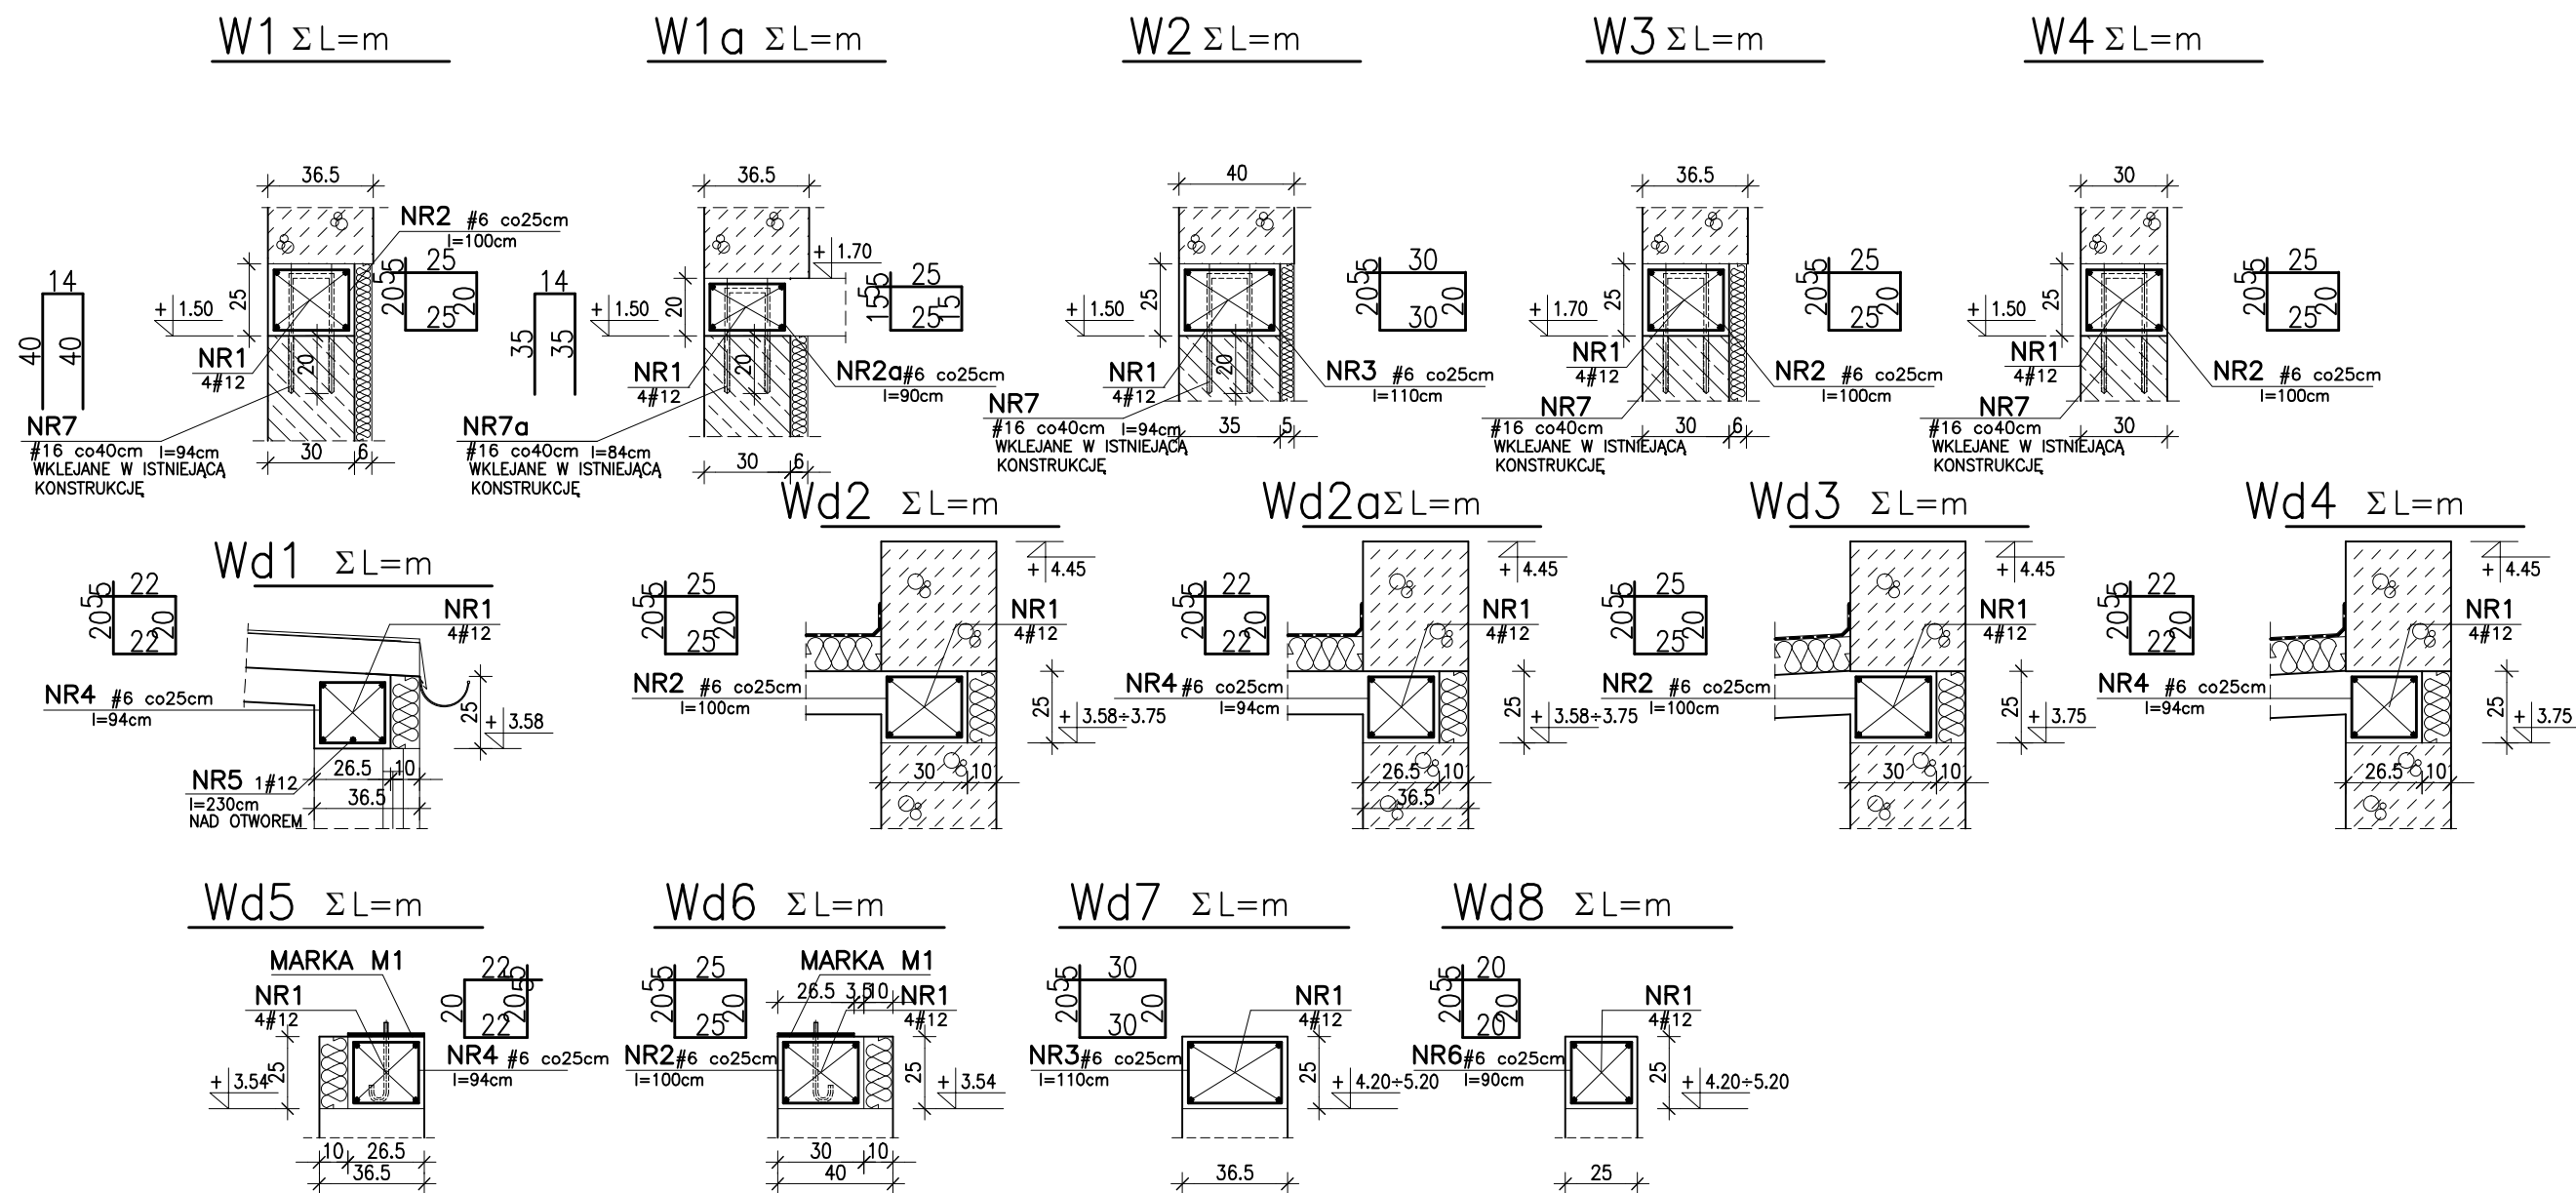 W1 ΣL=m
36.5
NR2 #6 co25cm
l=100cm
14
40
40
25
+ 1.50
20
5
5
25
20
25
NR1
4#12
20
NR7
#16 co40cm l=94cm
WKLEJANE W ISTNIEJĄCĄ
KONSTRUKCJĘ
30
6
W1a ΣL=m
36.5
+ 1.70
14
35
35
20
+ 1.50
15
5
5
25
15
25
NR1
4#12
20
NR2a #6 co25cm
l=90cm
NR7a
#16 co40cm l=84cm
WKLEJANE W ISTNIEJĄCĄ
KONSTRUKCJĘ
30
6
W2 ΣL=m
40
25
+ 1.50
20
5
5
30
20
30
NR1
4#12
20
NR3 #6 co25cm
l=110cm
NR7
#16 co40cm l=94cm
WKLEJANE W ISTNIEJĄCĄ
KONSTRUKCJĘ
35
5
W3 ΣL=m
36.5
25
+ 1.70
20
5
5
25
20
25
NR1
4#12
NR2 #6 co25cm
l=100cm
NR7
#16 co40cm
WKLEJANE W ISTNIEJĄCĄ
KONSTRUKCJĘ
30
6
W4 ΣL=m
30
25
+ 1.50
20
5
5
25
20
25
NR1
4#12
NR2 #6 co25cm
l=100cm
NR7
#16 co40cm
WKLEJANE W ISTNIEJĄCĄ
KONSTRUKCJĘ
30
Wd1 ΣL=m
20
5
5
22
20
22
NR1
4#12
NR4 #6 co25cm
l=94cm
25
+ 3.58
NR5 1#12
l=230cm
NAD OTWOREM
26.5
10
36.5
Wd2 ΣL=m
+ 4.45
20
5
5
25
20
25
NR1
4#12
NR2 #6 co25cm
l=100cm
25
+ 3.58÷3.75
30
10
Wd2a ΣL=m
+ 4.45
20
5
5
22
20
22
NR1
4#12
NR4 #6 co25cm
l=94cm
25
+ 3.58÷3.75
26.5
10
36.5
Wd3 ΣL=m
+ 4.45
20
5
5
25
20
25
NR1
4#12
NR2 #6 co25cm
l=100cm
25
+ 3.75
30
10
Wd4 ΣL=m
+ 4.45
20
5
5
22
20
22
NR1
4#12
NR4 #6 co25cm
l=94cm
25
+ 3.75
26.5
10
Wd5 ΣL=m
MARKA M1
NR1
4#12
20
22
20
5
5
22
NR4 #6 co25cm
l=94cm
25
+ 3.54
10
26.5
36.5
Wd6 ΣL=m
MARKA M1
20
5
5
25
20
25
26.5
3.5
10
NR1
4#12
NR2 #6 co25cm
l=100cm
25
+ 3.54
30
10
40
Wd7 ΣL=m
20
5
5
30
20
30
NR1
4#12
NR3 #6 co25cm
l=110cm
25
+ 4.20÷5.20
36.5
Wd8 ΣL=m
20
5
5
20
20
20
NR1
4#12
NR6 #6 co25cm
l=90cm
25
+ 4.20÷5.20
25